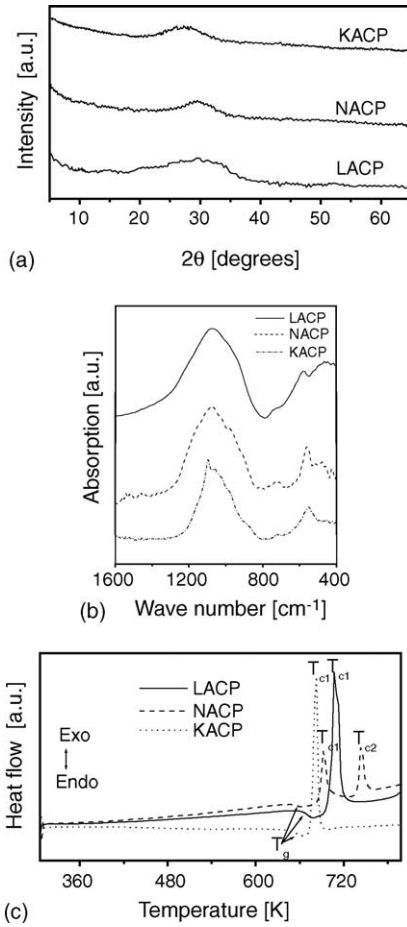 KACP
NACP
LACP
Intensity [a.u.]
10 20 30 40 50 60
2θ [degrees]
(a)
LACP
NACP
KACP
Absorption [a.u.]
1600 1200 800 400
Wave number [cm-1]
(b)
Tc1 Tc1
LACP
NACP
KACP
Exo
Endo
Tc1 Tc2
Tg
Heat flow [a.u.]
360 480 600 720
Temperature [K]
(c)